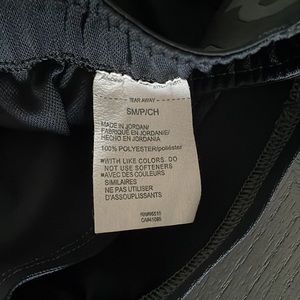 TEAR AWAY
SM/P/CH
MADE IN JORDAN/
FABRIQUÉ EN JORDANIE/
HECHO EN JORDANIA
100% POLYESTER/poliéster
●WITH LIKE COLORS. DO
NOT USE SOFTENERS
●AVEC DES COULEURS
SIMILAIRES
NE PAS UTILISER
D'ASSOUPLISSANTS